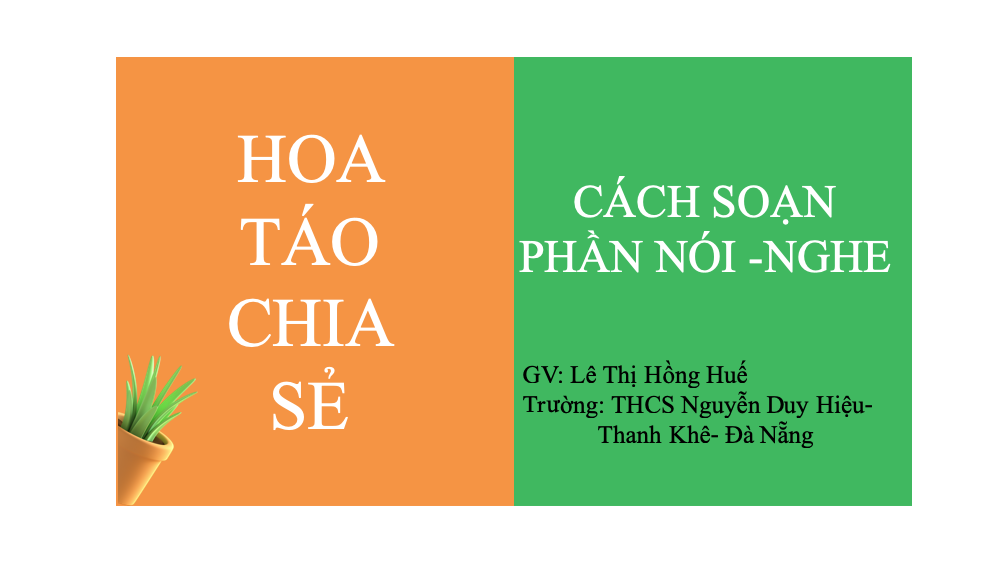 HOA
TÁO
CHIA
SẺ
CÁCH SOẠN
PHẦN NÓI -NGHE
GV: Lê Thị Hồng Huế
Trường: THCS Nguyễn Duy Hiệu-
Thanh Khê- Đà Nẵng